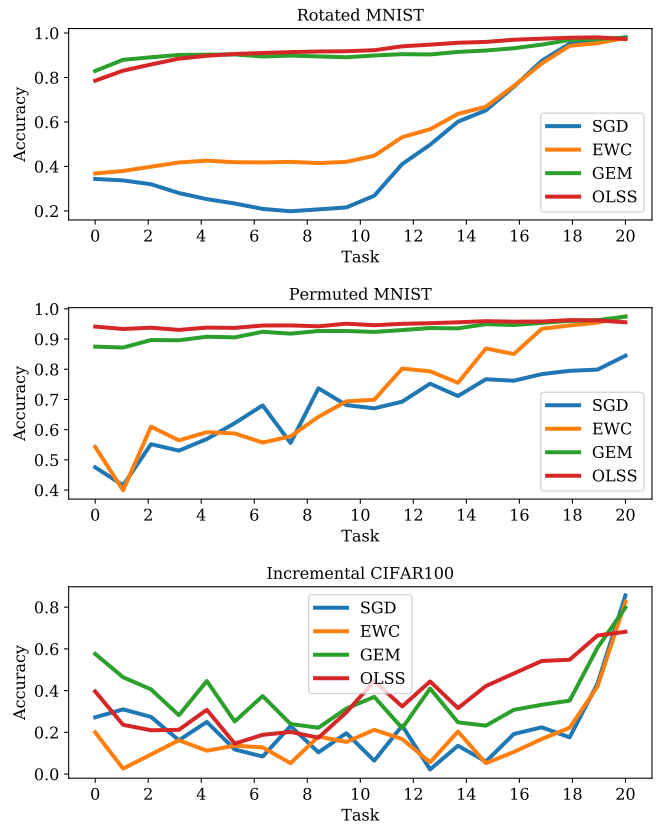 Rotated MNIST
1.0
0.8
0.6
0.4
0.2
Accuracy
SGD
EWC
GEM
OLSS
0 2 4 6 8 10 12 14 16 18 20
Task
Permuted MNIST
1.0
0.9
0.8
0.7
0.6
0.5
0.4
Accuracy
SGD
EWC
GEM
OLSS
0 2 4 6 8 10 12 14 16 18 20
Task
Incremental CIFAR100
0.8
0.6
0.4
0.2
0.0
Accuracy
SGD
EWC
GEM
OLSS
0 2 4 6 8 10 12 14 16 18 20
Task